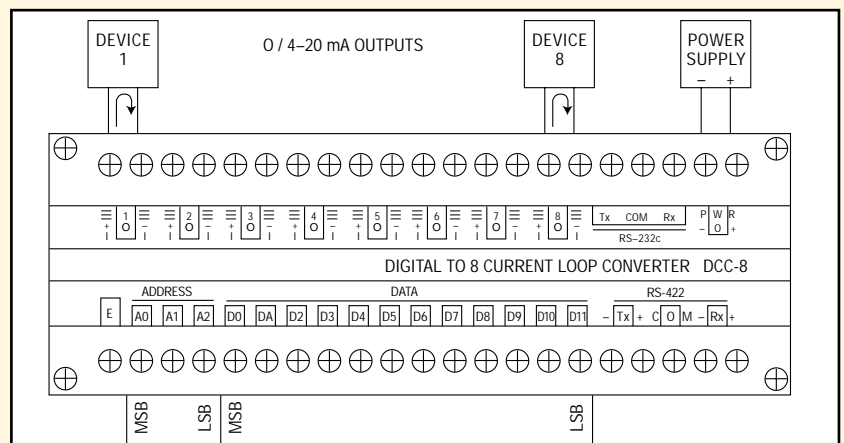 DEVICE
1
0 / 4–20 mA OUTPUTS
DEVICE
8
POWER
SUPPLY
– +
1 2 3 4 5 6 7 8 Tx COM Rx P W R
+ O – + O – + O – + O – + O – + O – + O – + O – RS–232c – O +
DIGITAL TO 8 CURRENT LOOP CONVERTER DCC-8
ADDRESS DATA RS-422
E A0 A1 A2 D0 DA D2 D3 D4 D5 D6 D7 D8 D9 D10 D11 – Tx + C O M – Rx +
MSB LSB MSB LSB